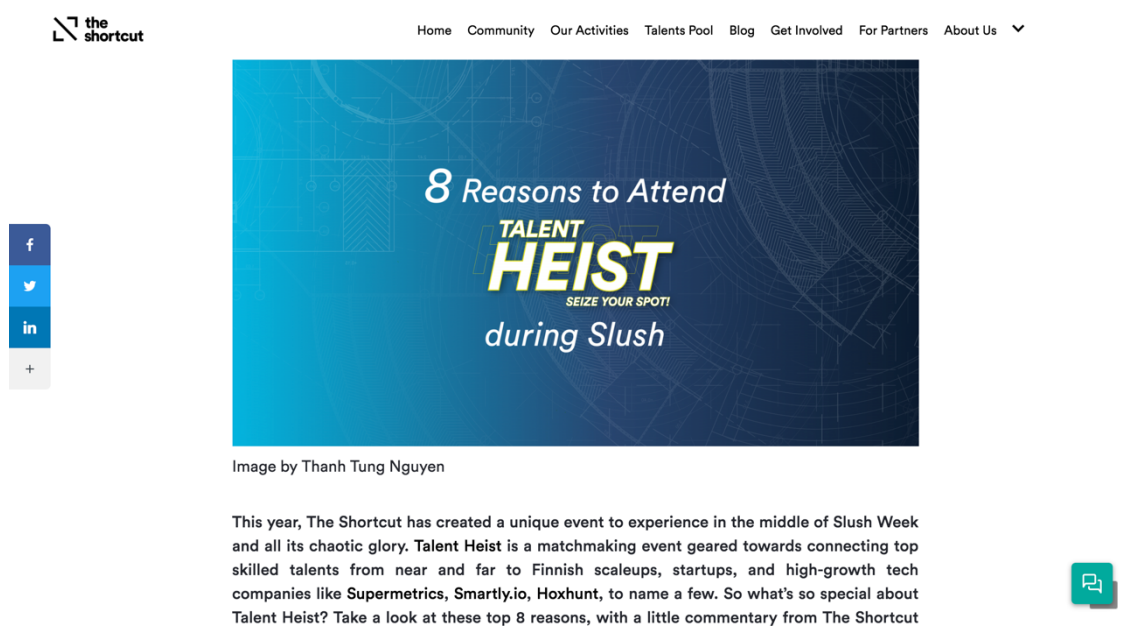 the
shortcut
Home Community Our Activities Talents Pool Blog Get Involved For Partners About Us
8 Reasons to Attend
TALENT
HEIST
SEIZE YOUR SPOT!
during Slush
f
in
+
Image by Thanh Tung Nguyen
This year, The Shortcut has created a unique event to experience in the middle of Slush Week
and all its chaotic glory. Talent Heist is a matchmaking event geared towards connecting top
skilled talents from near and far to Finnish scaleups, startups, and high-growth tech
companies like Supermetrics, Smartly.io, Hoxhunt, to name a few. So what’s so special about
Talent Heist? Take a look at these top 8 reasons, with a little commentary from The Shortcut